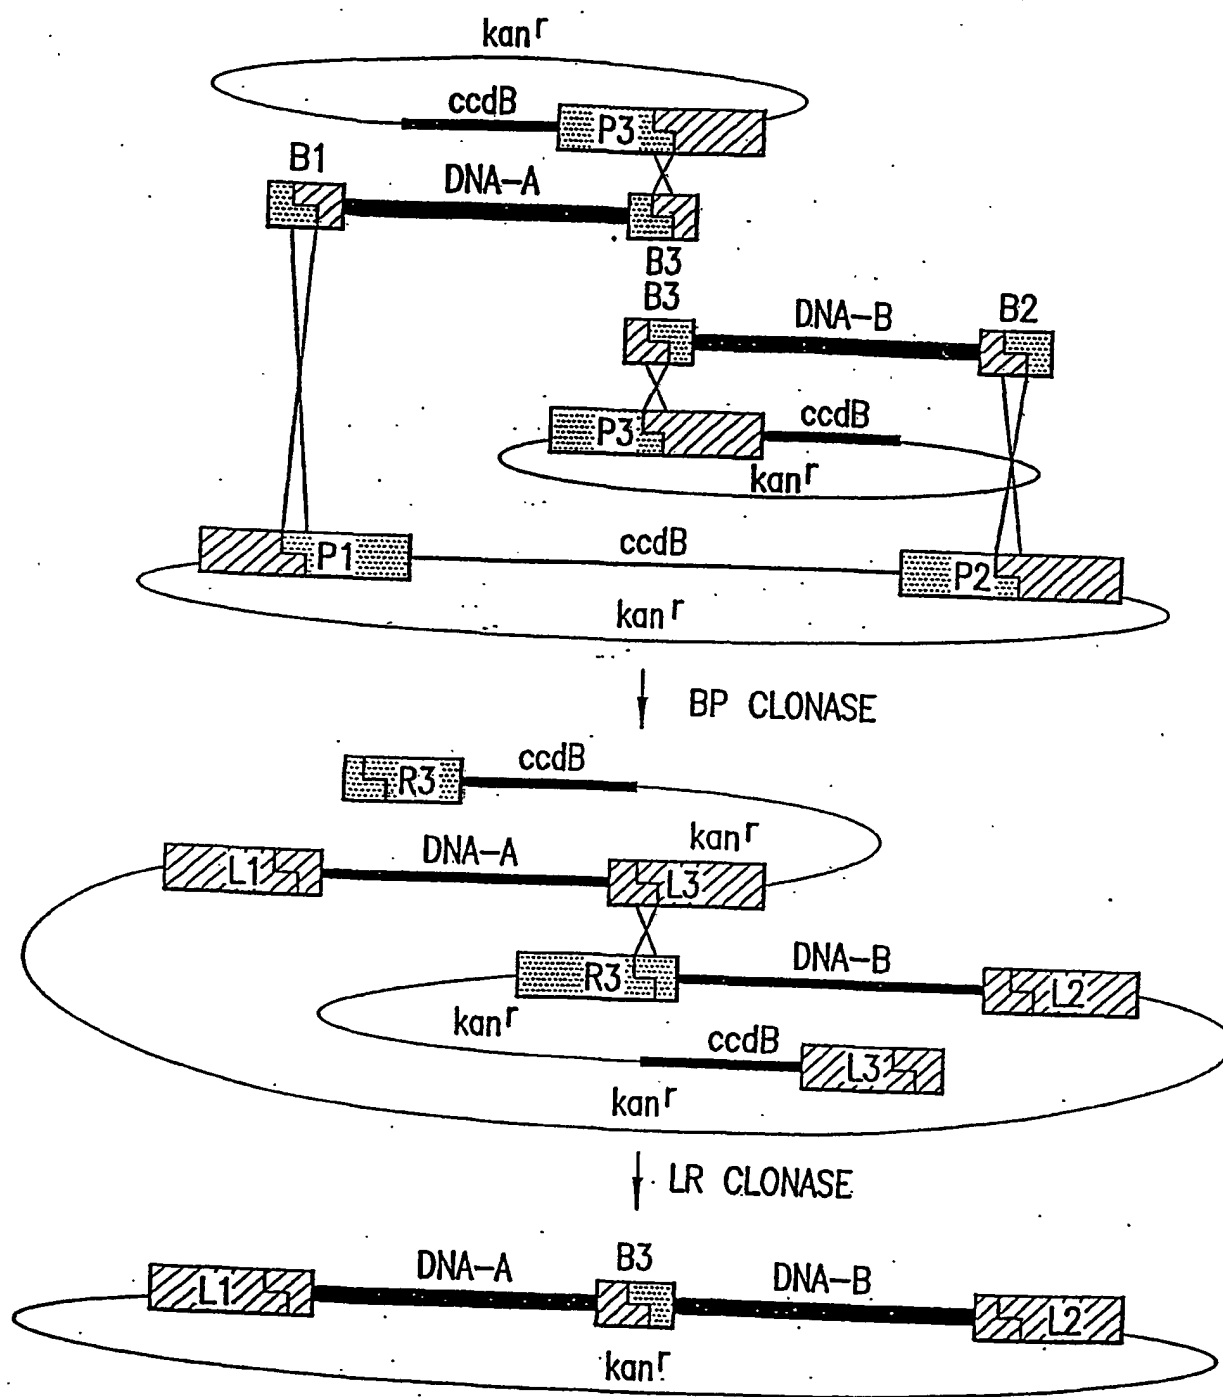 kanʳ
ccdB
P3
B1
DNA-A
B3
B3
DNA-B
B2
P3
ccdB
kanʳ
P1
ccdB
P2
kanʳ
BP CLONASE
R3
ccdB
kanʳ
L1
DNA-A
L3
R3
DNA-B
L2
kanʳ
ccdB
L3
kanʳ
LR CLONASE
L1
DNA-A
B3
DNA-B
L2
kanʳ